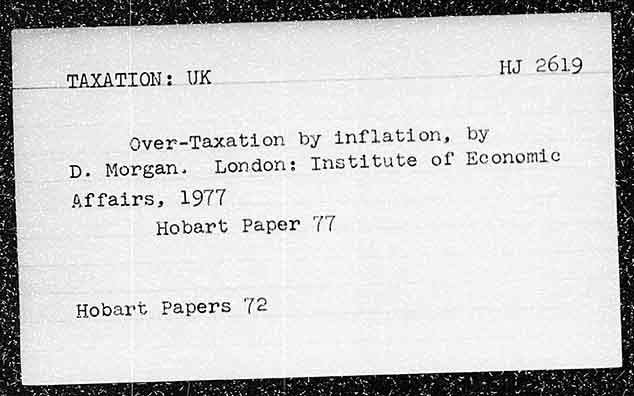 TAXATION: UK
HJ 2619
Over-Taxation by inflation, by
D. Morgan. London: Institute of Economic
Affairs, 1977
Hobart Paper 77
Hobart Papers 72